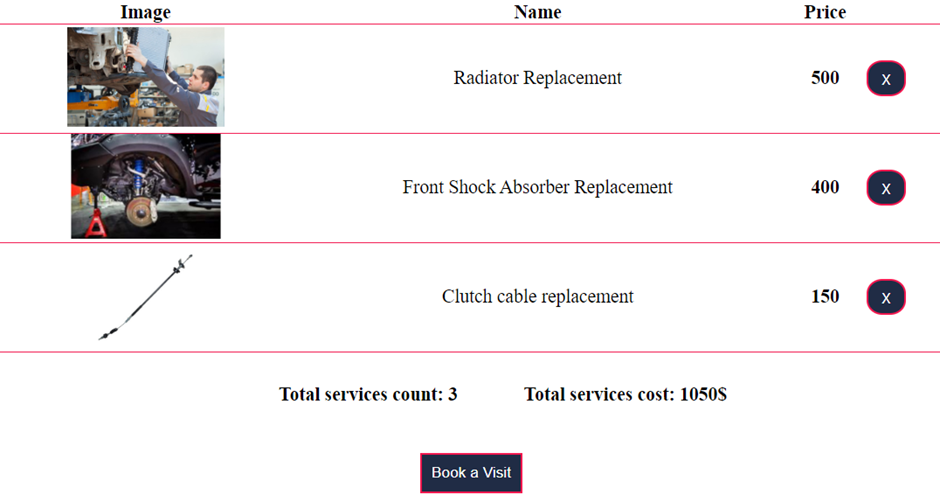 Image Name Price
Radiator Replacement 500 X
Front Shock Absorber Replacement 400 X
Clutch cable replacement 150 X
Total services count: 3 Total services cost: 1050$
Book a Visit